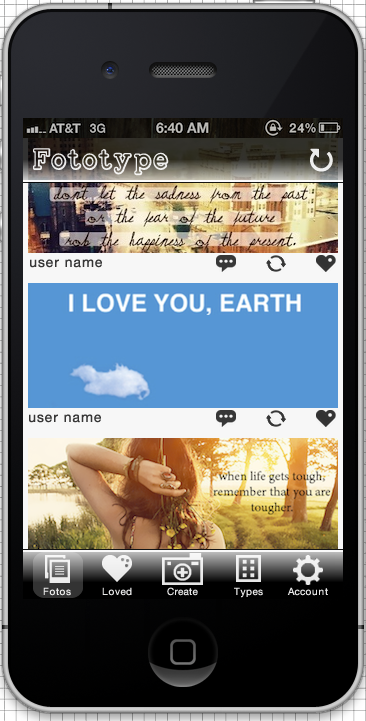 AT&T 3G 6:40 AM 24%
Fototype
dont let the sadness from the past
or the fear of the future
rob the happiness of the present.
user name
I LOVE YOU, EARTH
user name
When life gets tough,
remember that you are
tougher.
Fotos Loved Create Types Account